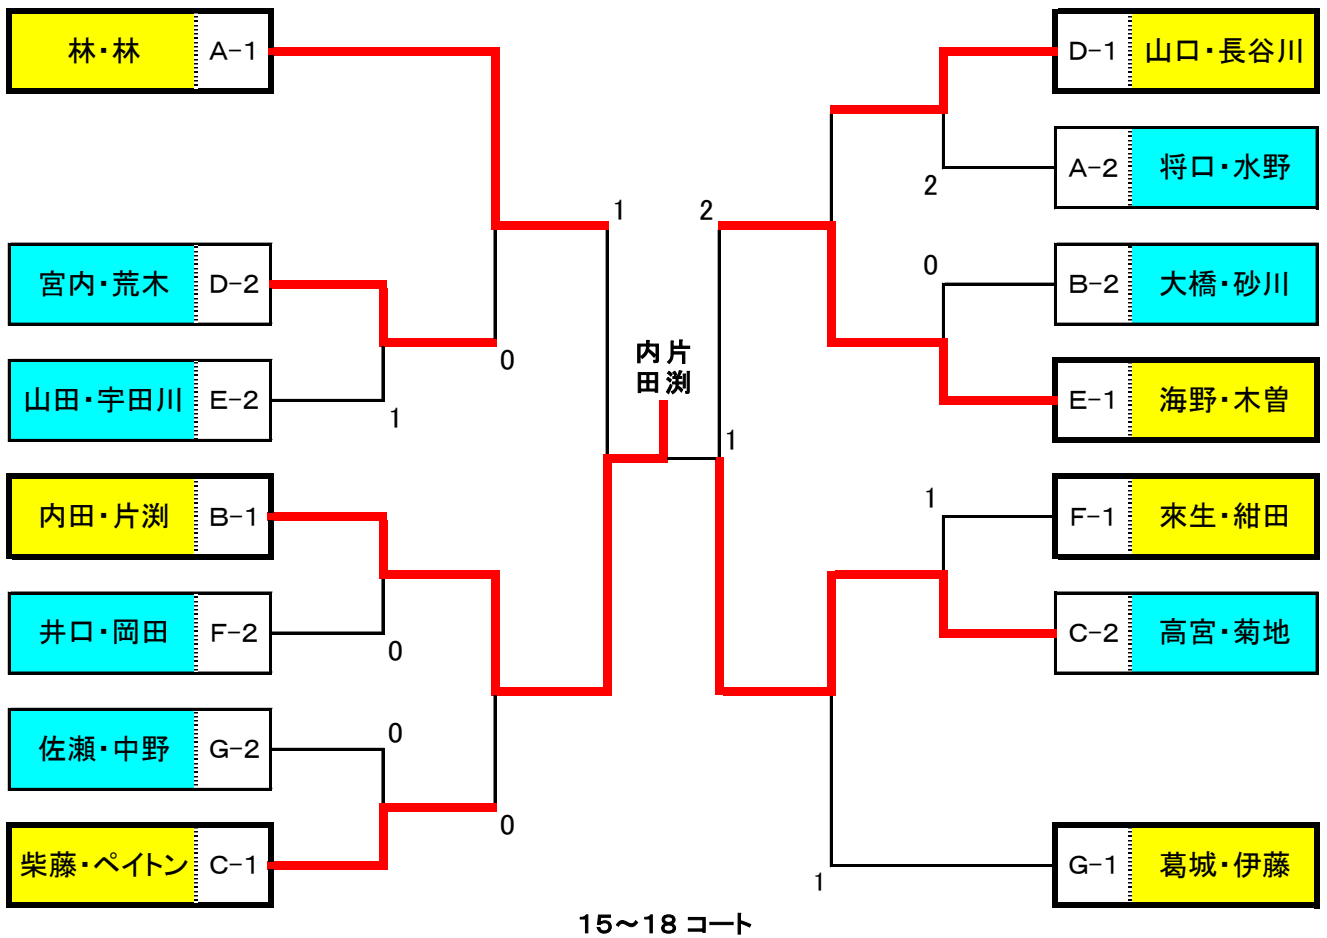 林・林 A-1
宮内・荒木 D-2
山田・宇田川 E-2
内田・片渕 B-1
井口・岡田 F-2
佐瀬・中野 G-2
柴藤・ペイトン C-1
0
1
0
0
0
1
内田
片渕
2
1
2
0
1
1
D-1 山口・長谷川
A-2 将口・水野
B-2 大橋・砂川
E-1 海野・木曽
F-1 來生・紺田
C-2 高宮・菊地
G-1 葛城・伊藤
15~18 コート